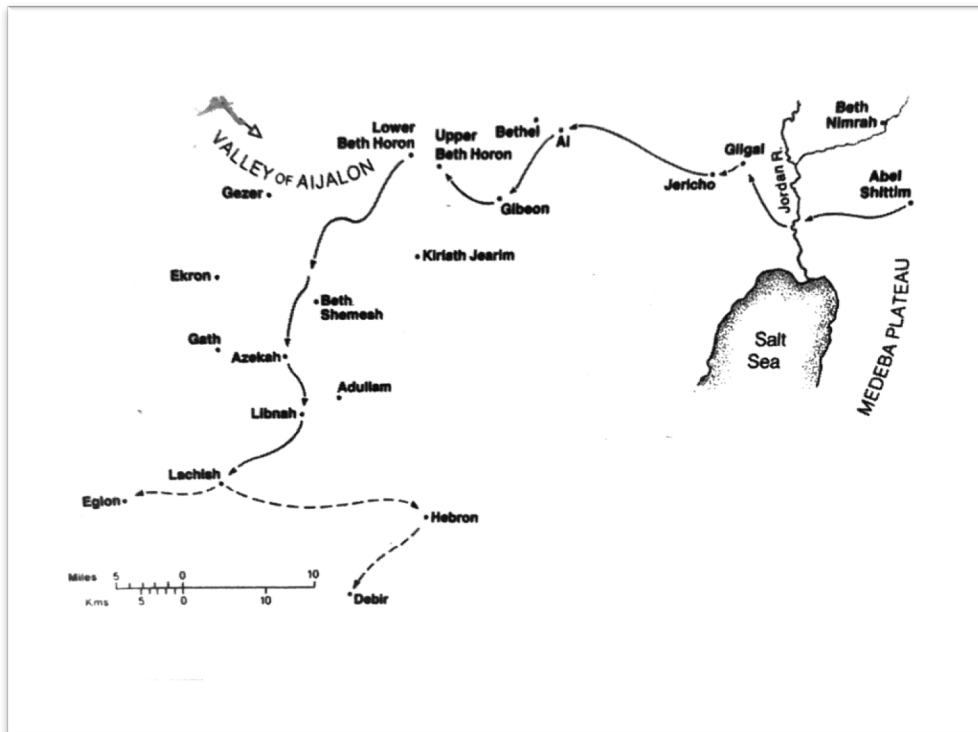 Beth
Nimrah
Lower
Beth Horon
Upper
Beth Horon
Bethel
Ai
VALLEY OF AIJALON
Gilgal
Jordan R.
Jericho
Abel
Shittim
Gezer
Gibeon
Kiriath Jearim
Ekron
MEDEBA PLATEAU
Beth
Shemesh
Gath
Azekah
Salt
Sea
Adullam
Libnah
Lachish
Eglon
Hebron
Miles 5 0 10
Kms 5 0 10
Debir